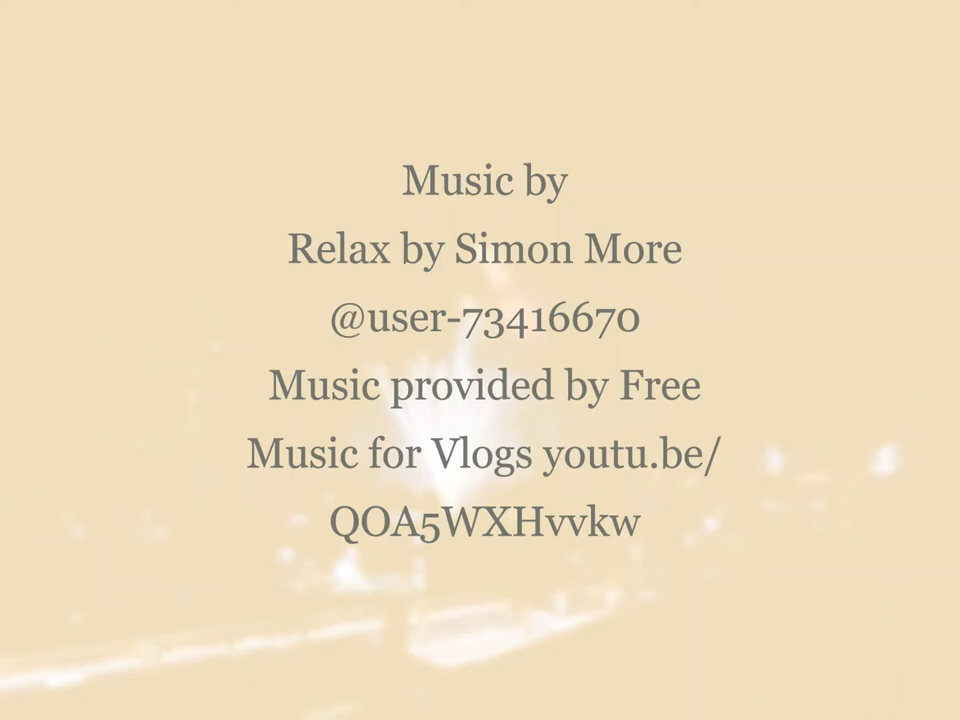 Music by
Relax by Simon More
@user-73416670
Music provided by Free
Music for Vlogs youtu.be/
QOA5WXHvvkw